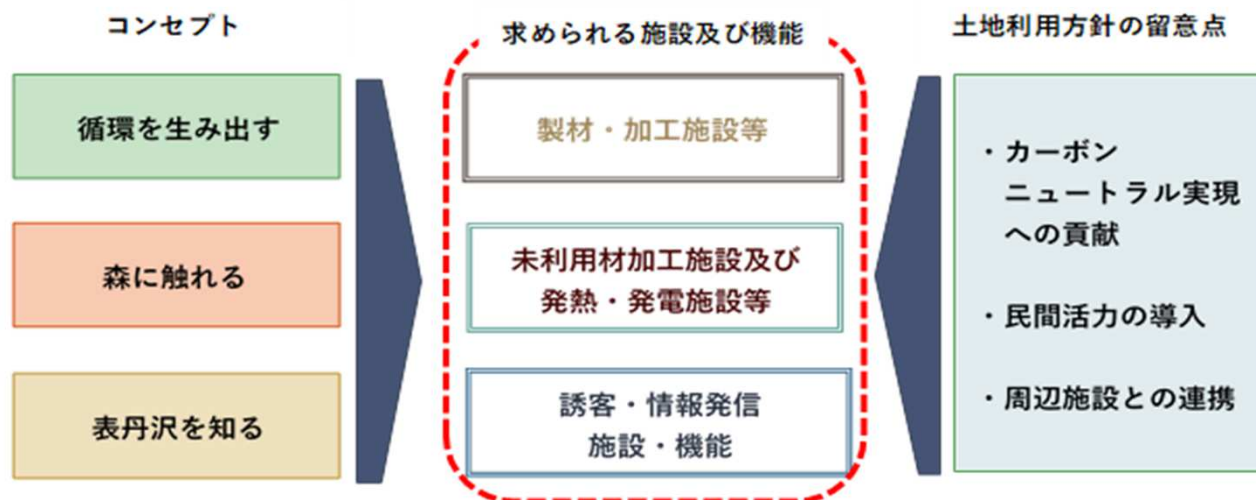 コンセプト
循環を生み出す
森に触れる
表丹沢を知る
求められる施設及び機能
製材・加工施設等
未利用材加工施設及び
発熱・発電施設等
誘客・情報発信
施設・機能
土地利用方針の留意点
・カーボン
ニュートラル実現
への貢献
・民間活力の導入
・周辺施設との連携